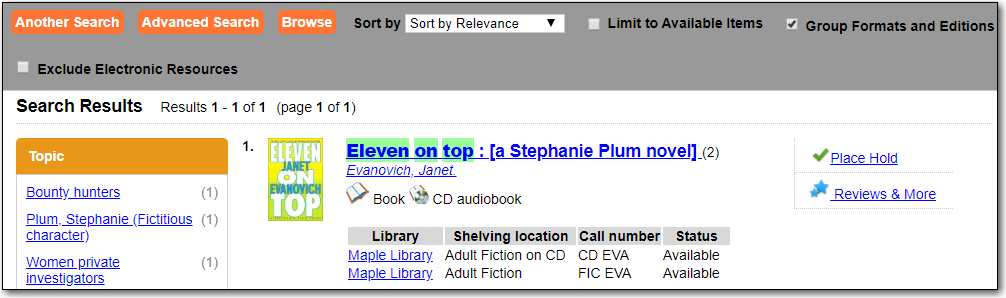 Another Search Advanced Search Browse Sort by Sort by Relevance ▼ Limit to Available Items Group Formats and Editions
Exclude Electronic Resources
Search Results Results 1 - 1 of 1 (page 1 of 1)
Topic
Bounty hunters (1)
Plum, Stephanie (Fictitious character) (1)
Women private investigators (1)
1.
ELEVEN
JANET
ON
EVANOVICH
TOP
Eleven on top : [a Stephanie Plum novel] (2)
Evanovich, Janet.
Book CD audiobook
Library Shelving location Call number Status
Maple Library Adult Fiction on CD CD EVA Available
Maple Library Adult Fiction FIC EVA Available
Place Hold
Reviews & More